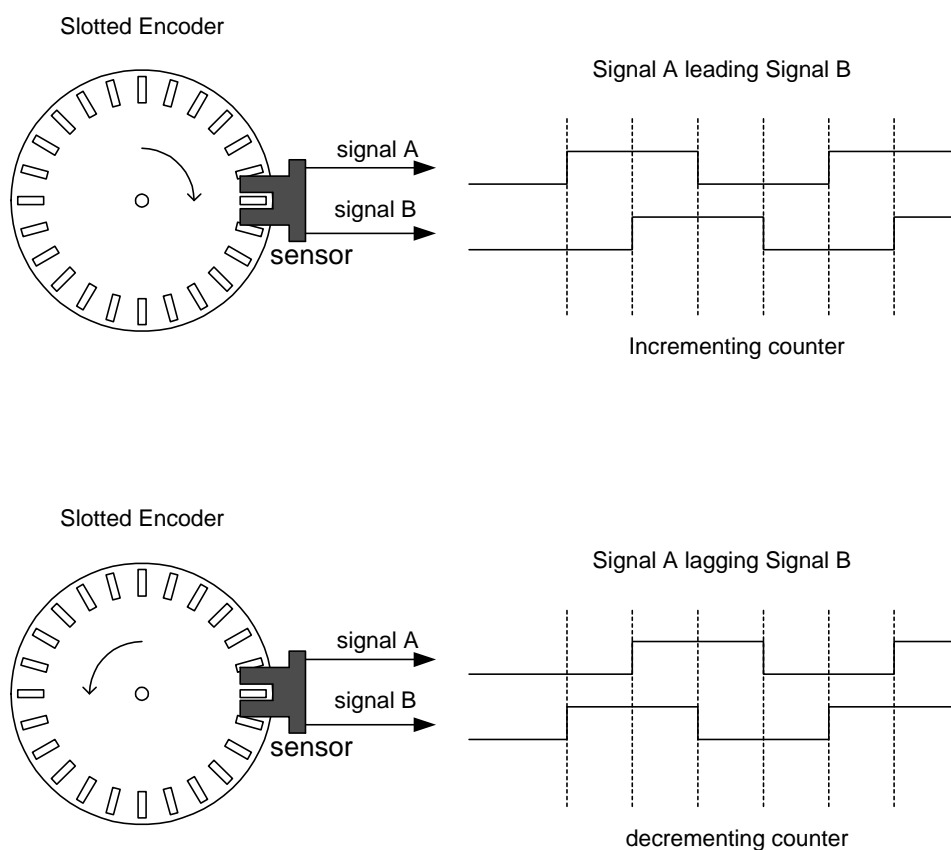 Slotted Encoder
Signal A leading Signal B
signal A
signal B
sensor
Incrementing counter
Slotted Encoder
Signal A lagging Signal B
signal A
signal B
sensor
decrementing counter